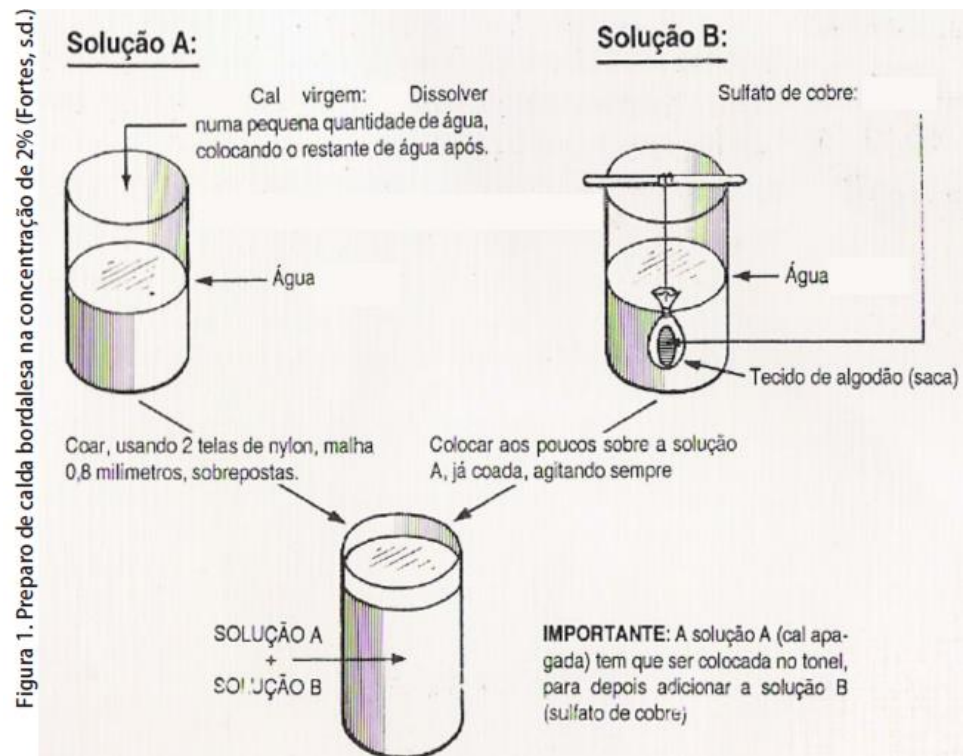 Figura 1. Preparo de calda bordalesa na concentração de 2% (Fortes, s.d.)
Solução A:
Cal virgem: Dissolver
numa pequena quantidade de água,
colocando o restante de água após.
Água
Solução B:
Sulfato de cobre:
Água
Tecido de algodão (saca)
Coar, usando 2 telas de nylon, malha
0,8 milímetros, sobrepostas.
Colocar aos poucos sobre a solução
A, já coada, agitando sempre
SOLUÇÃO A
+
SOLUÇÃO B
IMPORTANTE: A solução A (cal apa-
gada) tem que ser colocada no tonel,
para depois adicionar a solução B
(sulfato de cobre)